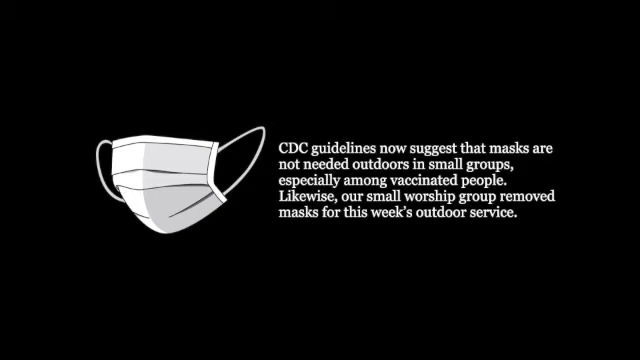 CDC guidelines now suggest that masks are
not needed outdoors in small groups,
especially among vaccinated people.
Likewise, our small worship group removed
masks for this week's outdoor service.